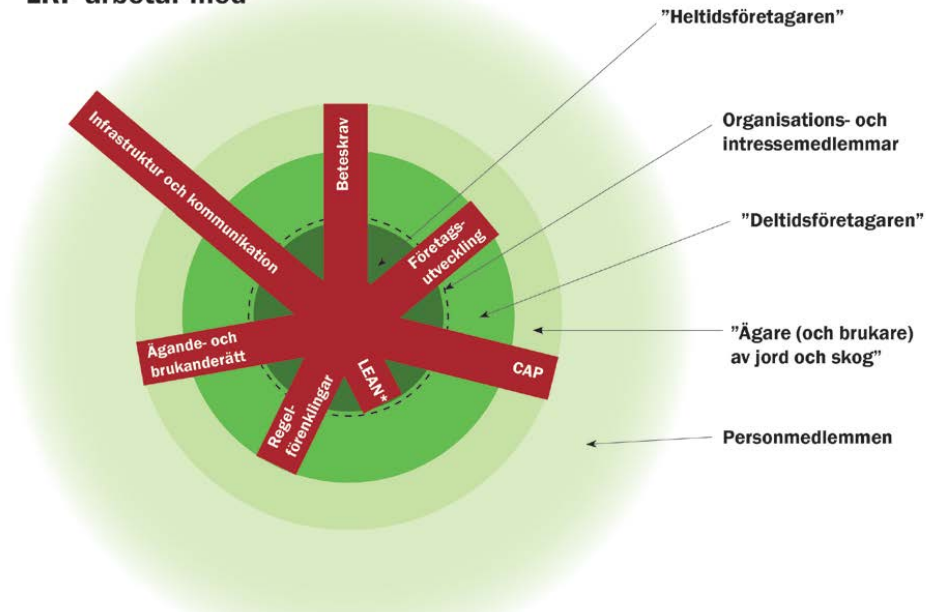 LRF arbetar med
"Heltidsföretagaren"
Organisations- och
intressemedlemmar
"Deltidsföretagaren"
"Ägare (och brukare)
av jord och skog"
Personmedlemmen
Infrastruktur och kommunikation
Beteskrav
Företags-
utveckling
Ägande- och
brukanderätt
Regel-
förenklingar
LEAN*
CAP